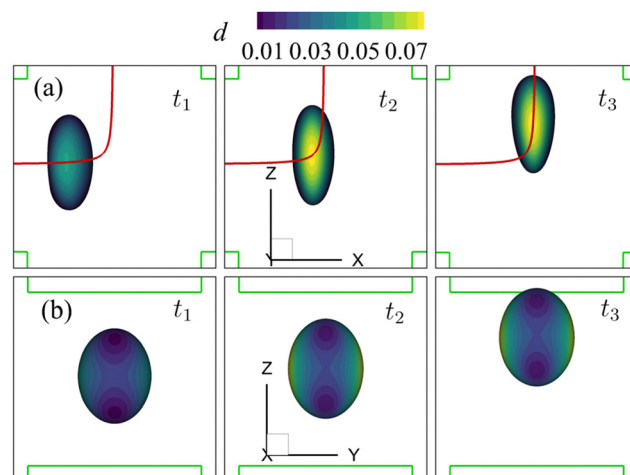 d
0.01 0.03 0.05 0.07
(a) t₁ t₂ t₃
Z
Y X
(b) t₁ t₂ t₃
Z
X Y